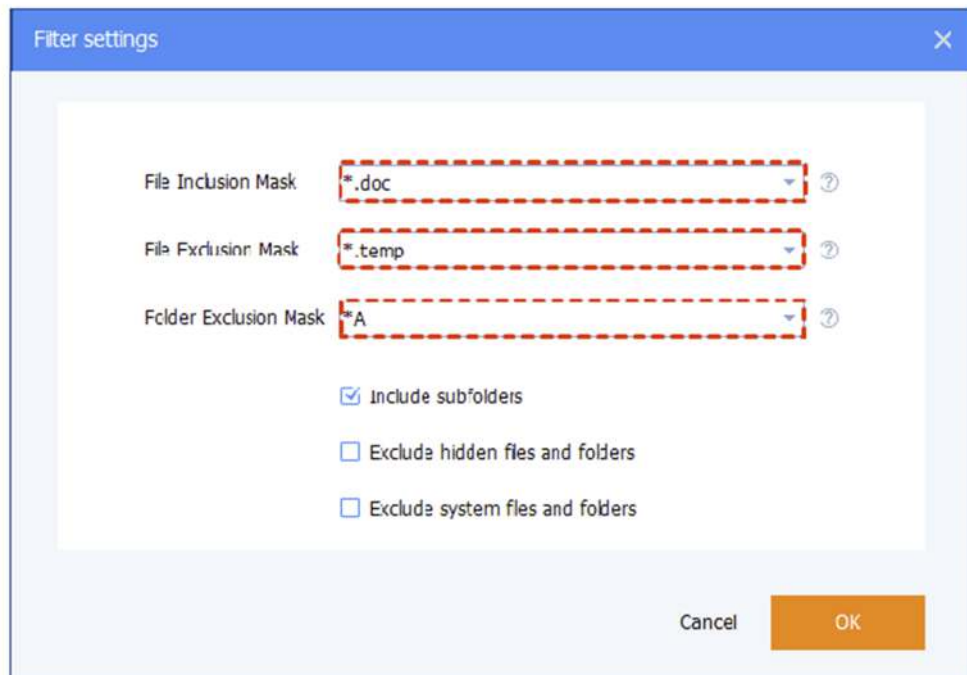 Filter settings
File Inclusion Mask *.doc
File Exclusion Mask *.temp
Folder Exclusion Mask *A
Include subfolders
Exclude hidden files and folders
Exclude system files and folders
Cancel OK